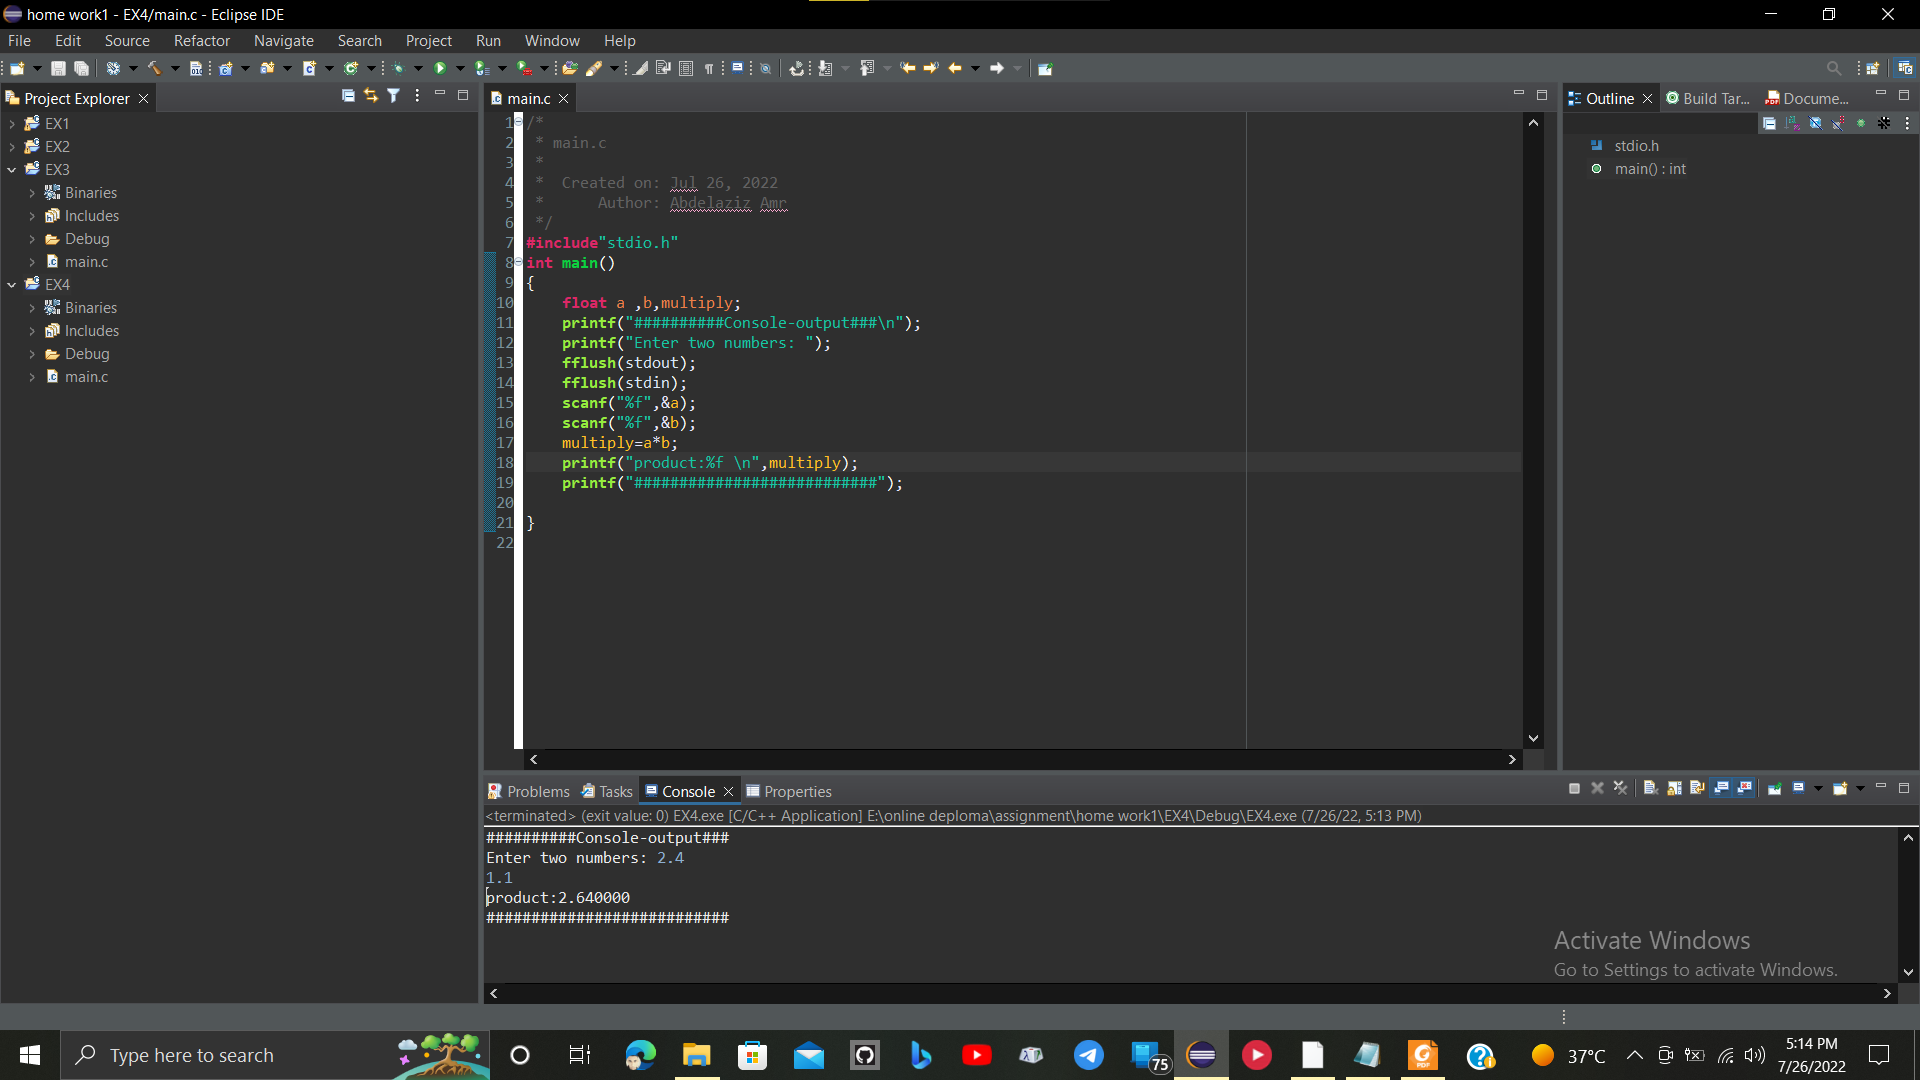 home work1 - EX4/main.c - Eclipse IDE
File Edit Source Refactor Navigate Search Project Run Window Help
Project Explorer
EX1
EX2
EX3
Binaries
Includes
Debug
main.c
EX4
Binaries
Includes
Debug
main.c
main.c
1 /*
2  * main.c
3  *
4  *  Created on: Jul 26, 2022
5  *      Author: Abdelaziz Amr
6  */
7 #include"stdio.h"
8 int main()
9 {
10     float a ,b,multiply;
11     printf("##########Console-output###\n");
12     printf("Enter two numbers: ");
13     fflush(stdout);
14     fflush(stdin);
15     scanf("%f",&a);
16     scanf("%f",&b);
17     multiply=a*b;
18     printf("product:%f \n",multiply);
19     printf("###########################");
20
21 }
22
Outline Build Tar... Docume...
stdio.h
main() : int
Problems Tasks Console Properties
<terminated> (exit value: 0) EX4.exe [C/C++ Application] E:\online deploma\assignment\home work1\EX4\Debug\EX4.exe (7/26/22, 5:13 PM)
##########Console-output###
Enter two numbers: 2.4
1.1
product:2.640000
###########################
Activate Windows
Go to Settings to activate Windows.
Type here to search
75
37°C
5:14 PM
7/26/2022